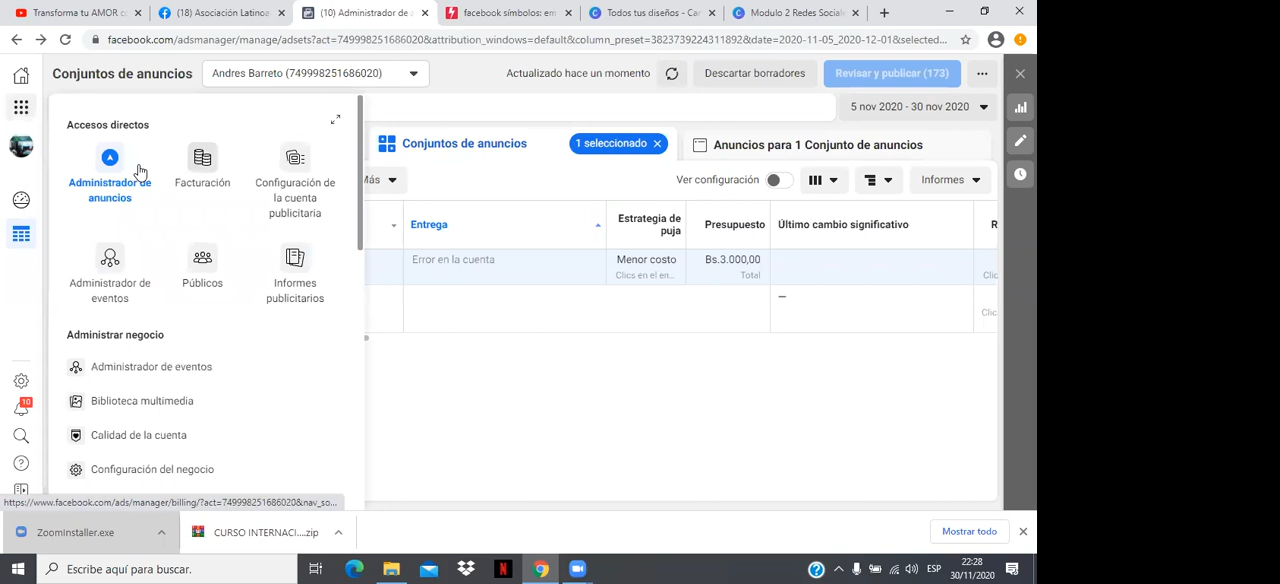 Transforma tu AMOR c
(18) Asociación Latinoa
(10) Administrador de
facebook símbolos: em
Todos tus diseños - Ca
Modulo 2 Redes Sociale
facebook.com/adsmanager/manage/adsets?act=749998251686020&attribution_windows=default&column_preset=3823739224311892&date=2020-11-05_2020-12-01&selected...
Conjuntos de anuncios
Andres Barreto (749998251686020)
Actualizado hace un momento
Descartar borradores
Revisar y publicar (173)
5 nov 2020 - 30 nov 2020
Accesos directos
Administrador de
anuncios
Facturación
Configuración de
la cuenta
publicitaria
Administrador de
eventos
Públicos
Informes
publicitarios
Administrar negocio
Administrador de eventos
Biblioteca multimedia
Calidad de la cuenta
Configuración del negocio
Conjuntos de anuncios
1 seleccionado
Anuncios para 1 Conjunto de anuncios
Más
Ver configuración
Informes
Entrega
Estrategia de
puja
Presupuesto
Último cambio significativo
R
Error en la cuenta
Menor costo
Clics en el en...
Bs.3.000,00
Total
Clic
—
Clic
10
https://www.facebook.com/ads/manager/billing/?act=749998251686020&nav_so...
ZoomInstaller.exe
CURSO INTERNACI....zip
Mostrar todo
Escribe aquí para buscar.
N
ESP
22:28
30/11/2020